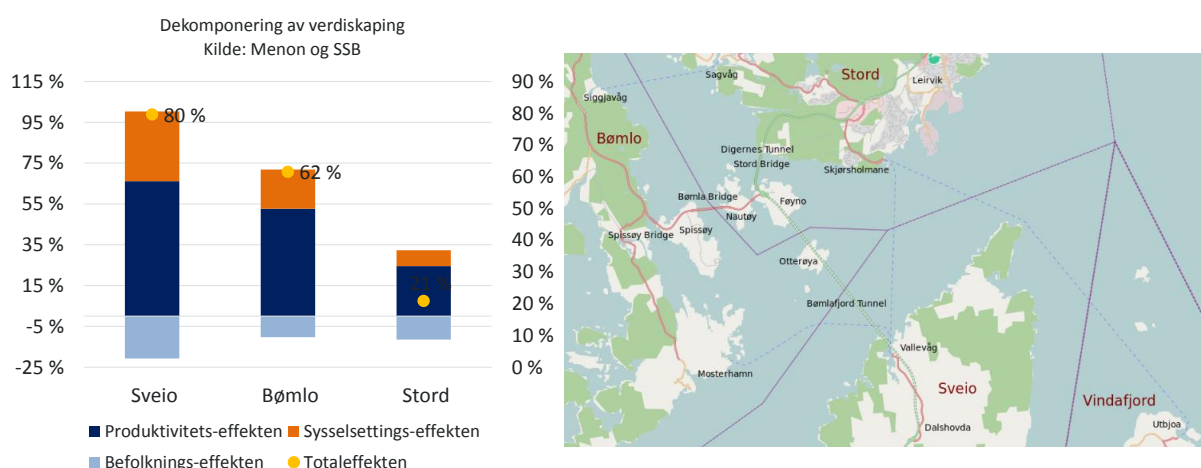 Dekomponering av verdiskaping
Kilde: Menon og SSB
115 %
95 %
75 %
55 %
35 %
15 %
-5 %
-25 %
80 %
62 %
21 %
90 %
80 %
70 %
60 %
50 %
40 %
30 %
20 %
10 %
0 %
Sveio Bømlo Stord
Produktivitets-effekten Sysselsettings-effekten
Befolknings-effekten Totaleffekten
Sagvåg
Stord
Leirvik
Siggjavåg
Bømlo
Digernes Tunnel
Stord Bridge
Skjørsholmane
Bømla Bridge
Føyno
Nautøy
Spissøy Bridge
Spissøy
Otterøya
Bømlafjord Tunnel
Vallevåg
Mosterhamn
Sveio
Vindafjord
Utbjoa
Dalshovda